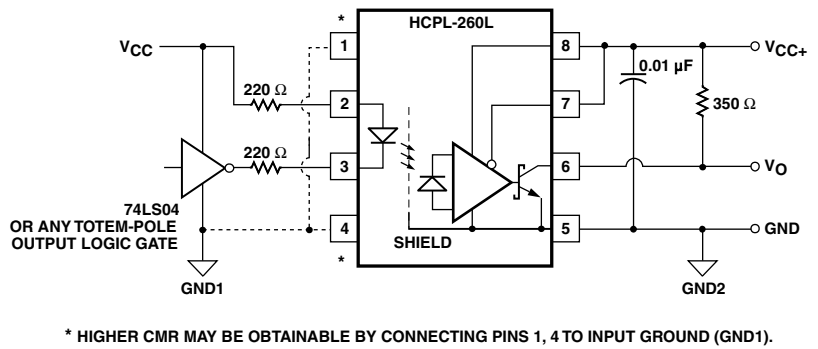 HCPL-260L
*
1
8
VCC
VCC+
0.01 µF
220 Ω
2
7
350 Ω
220 Ω
3
6
VO
74LS04
OR ANY TOTEM-POLE
OUTPUT LOGIC GATE
4
5
GND
SHIELD
*
GND1
GND2
* HIGHER CMR MAY BE OBTAINABLE BY CONNECTING PINS 1, 4 TO INPUT GROUND (GND1).